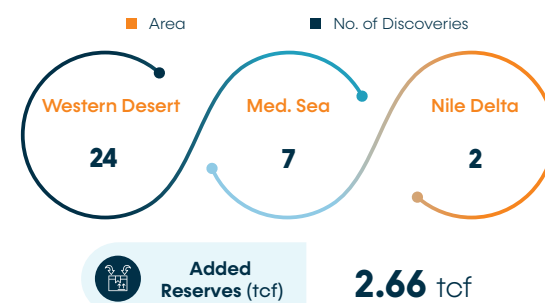 Area No. of Discoveries
Western Desert Med. Sea Nile Delta
24 7 2
Added
Reserves (tcf) 2.66 tcf